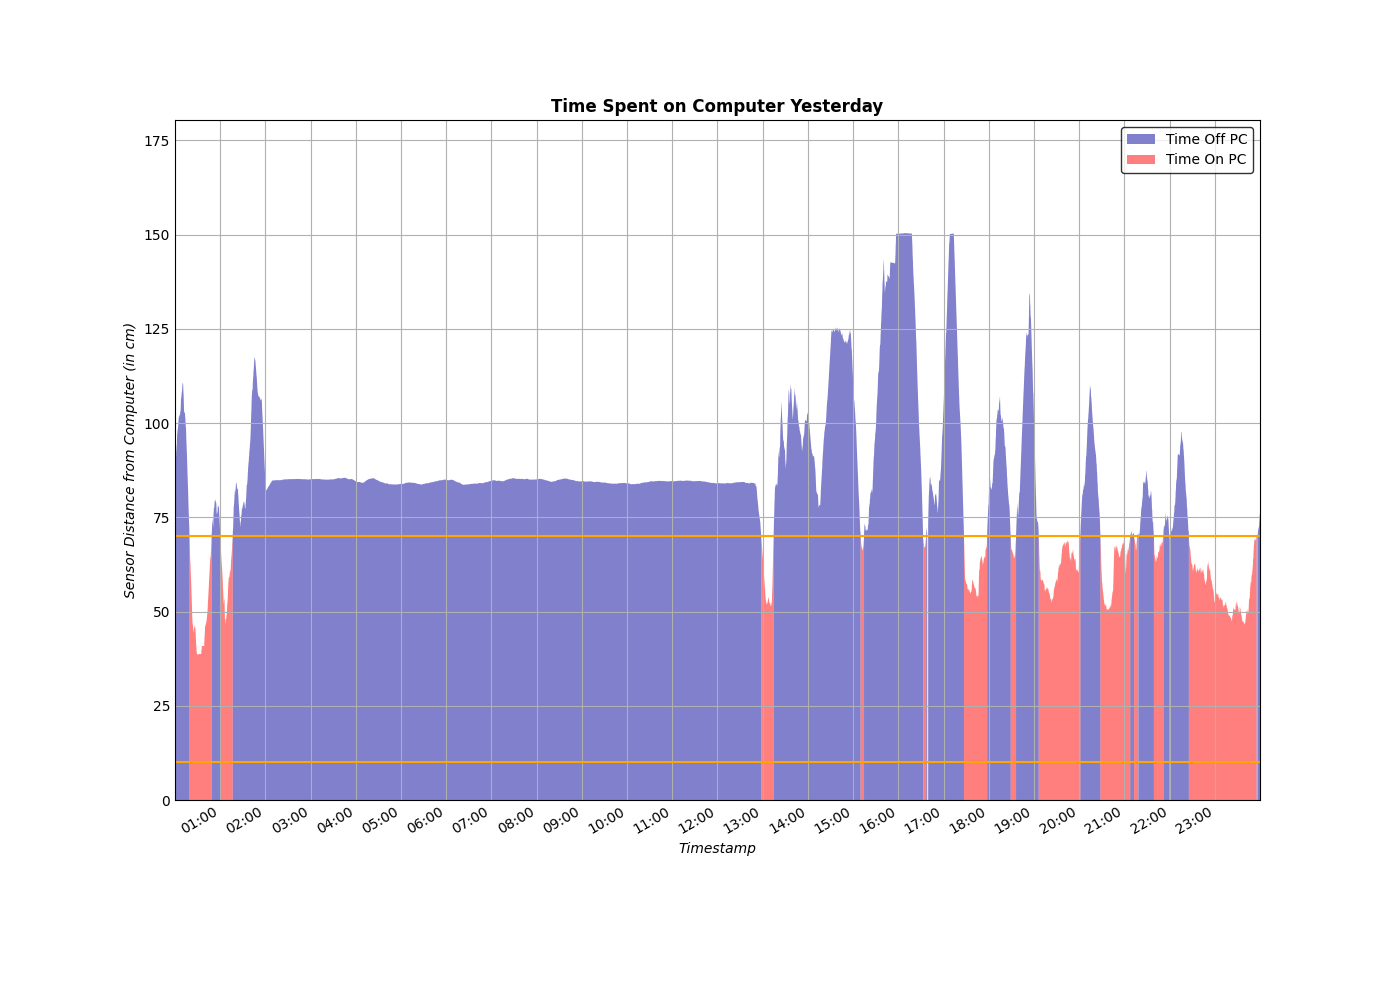 Time Spent on Computer Yesterday
Time Off PC
Time On PC
Sensor Distance from Computer (in cm)
175
150
125
100
75
50
25
0
01:00 02:00 03:00 04:00 05:00 06:00 07:00 08:00 09:00 10:00 11:00 12:00 13:00 14:00 15:00 16:00 17:00 18:00 19:00 20:00 21:00 22:00 23:00
Timestamp